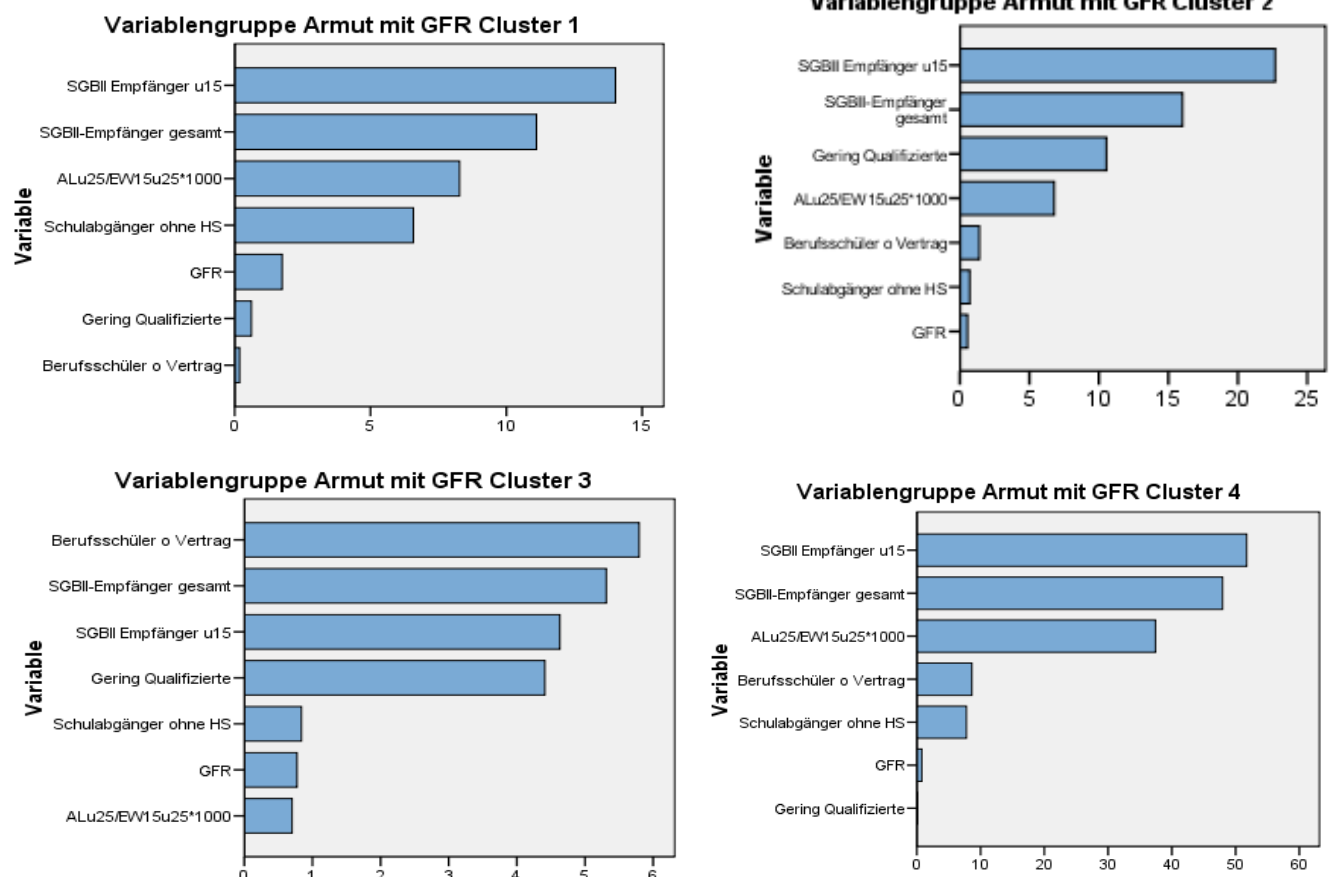 Variablengruppe Armut mit GFR Cluster 1
Variable
SGBII Empfänger u15
SGBII-Empfänger gesamt
ALu25/EW15u25*1000
Schulabgänger ohne HS
GFR
Gering Qualifizierte
Berufsschüler o Vertrag
0 5 10 15
Variablengruppe Armut mit GFR Cluster 2
Variable
SGBII Empfänger u15
SGBII-Empfänger
gesamt
Gering Qualifizierte
ALu25/EW15u25*1000
Berufsschüler o Vertrag
Schulabgänger ohne HS
GFR
0 5 10 15 20 25
Variablengruppe Armut mit GFR Cluster 3
Variable
Berufsschüler o Vertrag
SGBII-Empfänger gesamt
SGBII Empfänger u15
Gering Qualifizierte
Schulabgänger ohne HS
GFR
ALu25/EW15u25*1000
0 1 2 3 4 5 6
Variablengruppe Armut mit GFR Cluster 4
Variable
SGBII Empfänger u15
SGBII-Empfänger gesamt
ALu25/EW15u25*1000
Berufsschüler o Vertrag
Schulabgänger ohne HS
GFR
Gering Qualifizierte
0 10 20 30 40 50 60